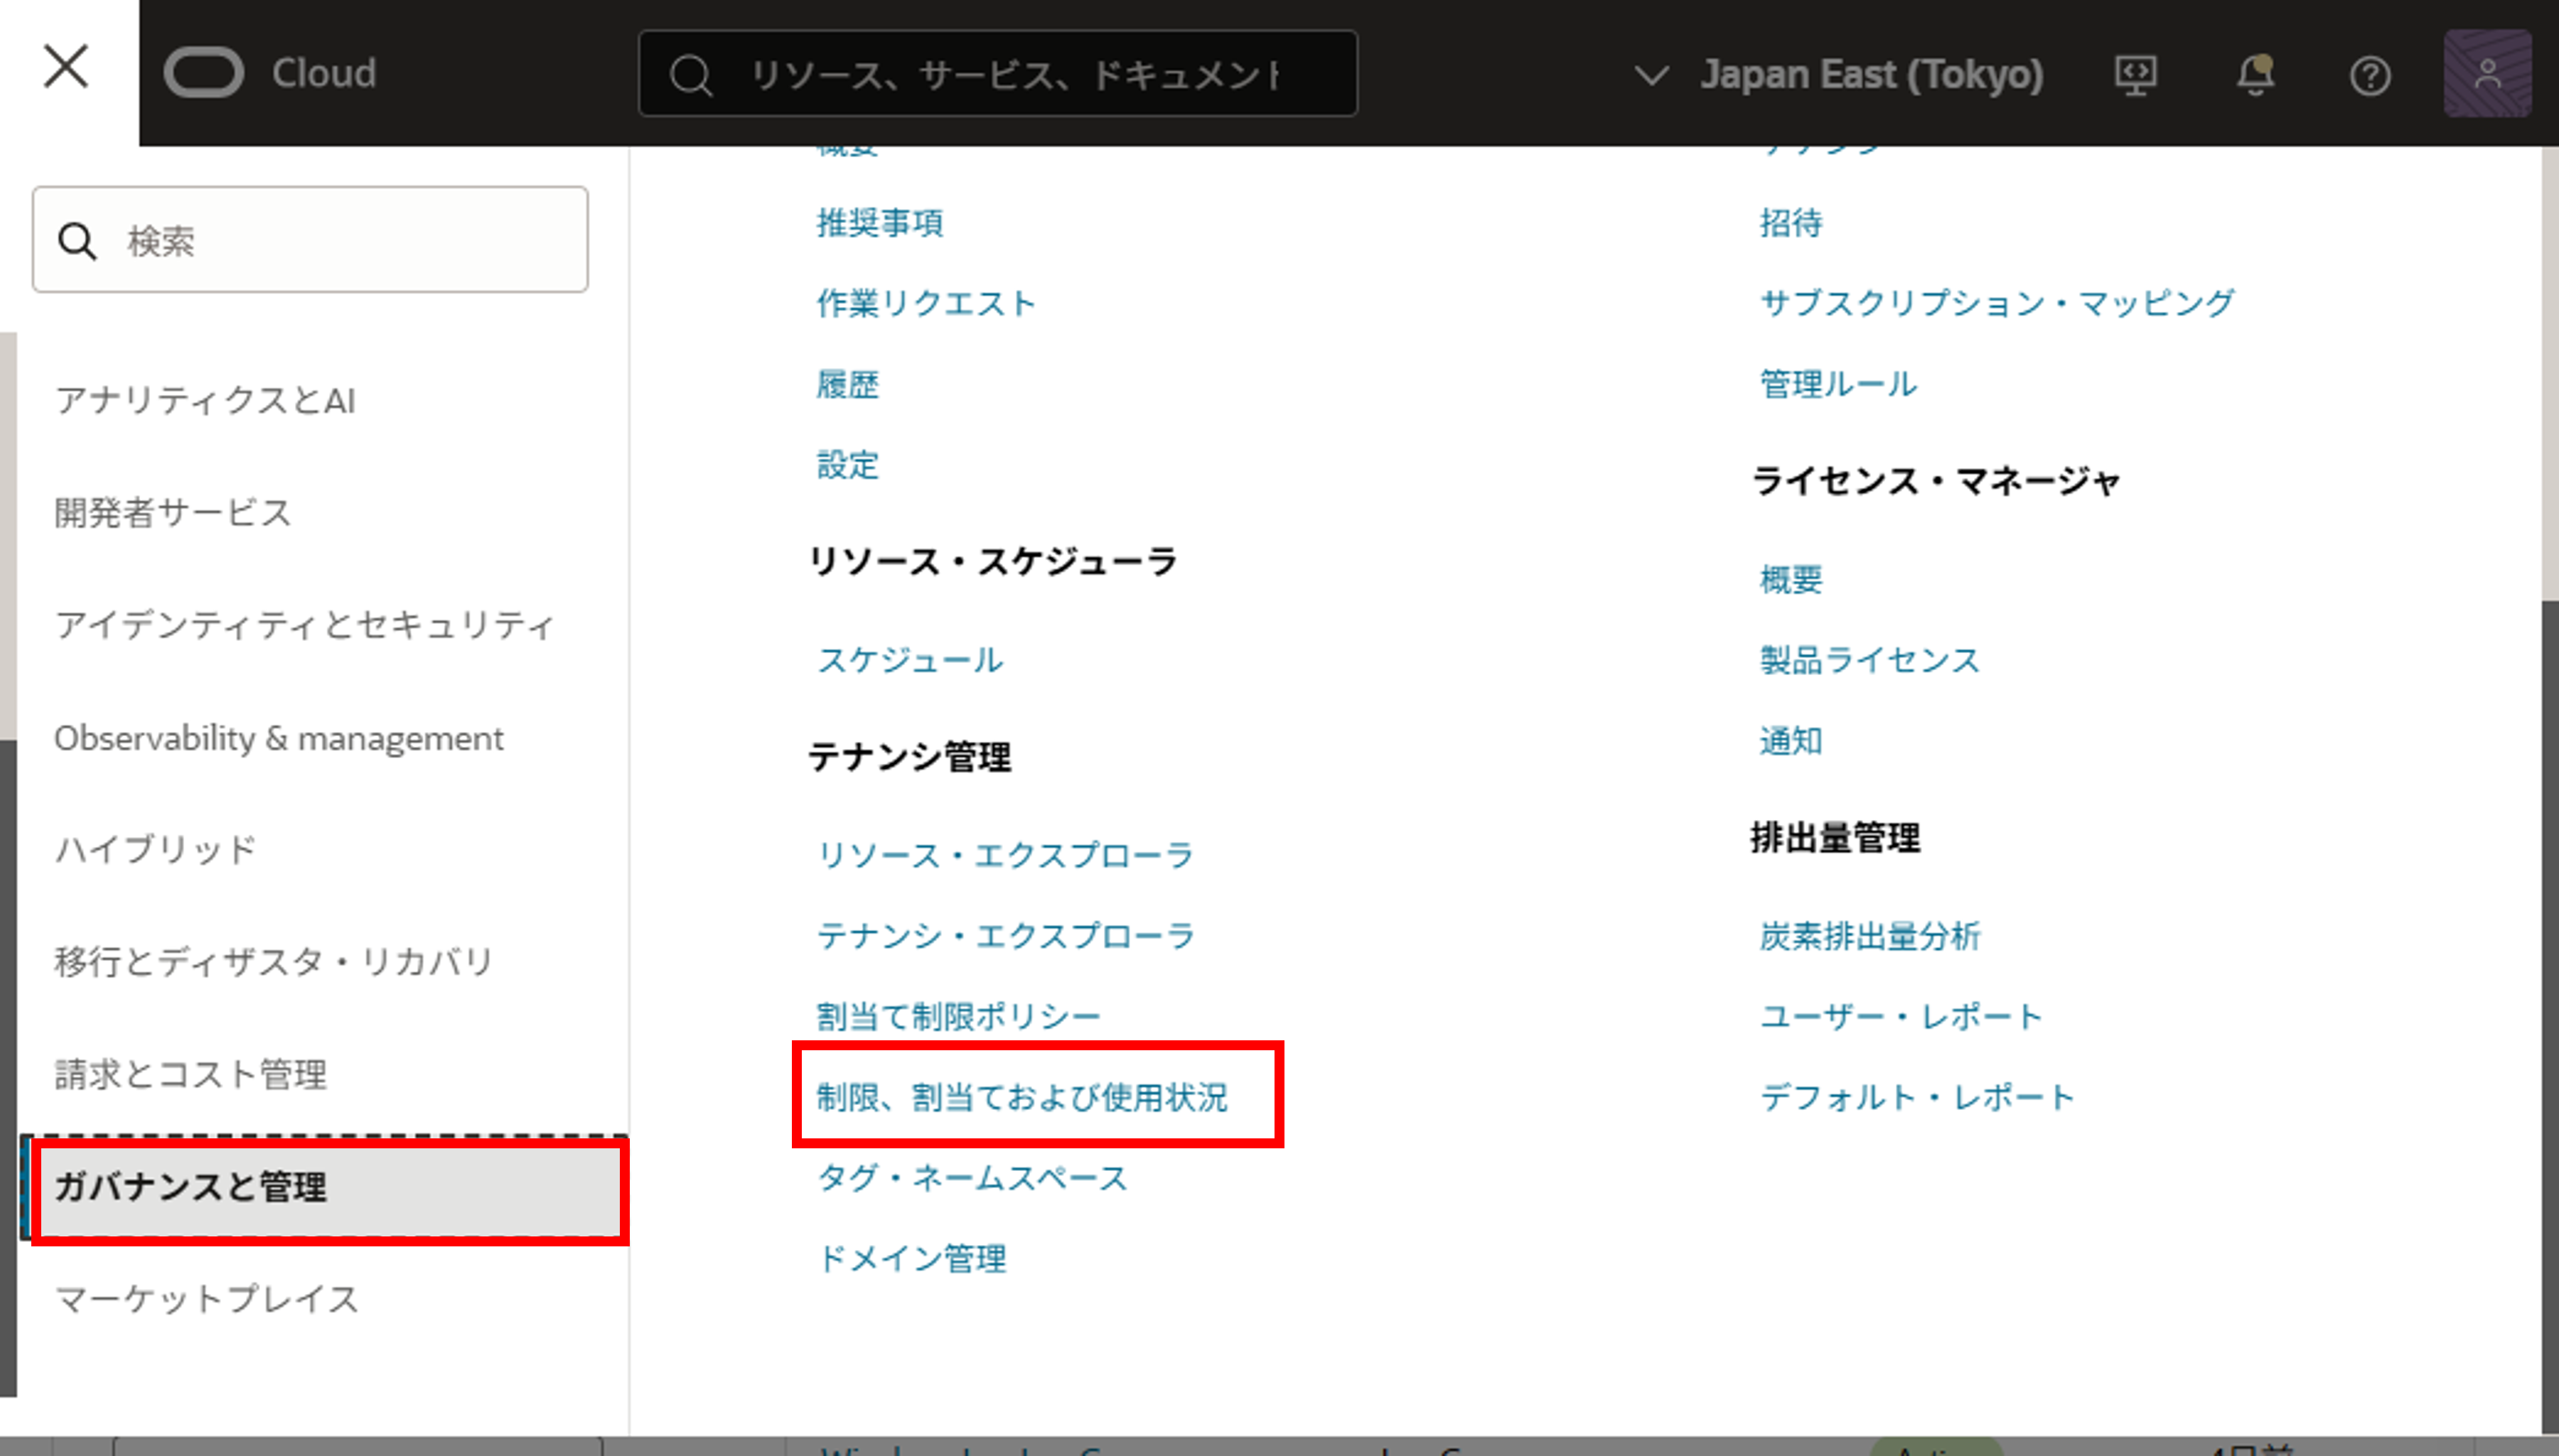 Cloud
リソース、サービス、ドキュメント
Japan East (Tokyo)
検索
アナリティクスとAI
開発者サービス
アイデンティティとセキュリティ
Observability & management
ハイブリッド
移行とディザスタ・リカバリ
請求とコスト管理
ガバナンスと管理
マーケットプレイス
概要
推奨事項
作業リクエスト
履歴
設定
リソース・スケジューラ
スケジュール
テナンシ管理
リソース・エクスプローラ
テナンシ・エクスプローラ
割当て制限ポリシー
制限、割当ておよび使用状況
タグ・ネームスペース
ドメイン管理
招待
サブスクリプション・マッピング
管理ルール
ライセンス・マネージャ
概要
製品ライセンス
通知
排出量管理
炭素排出量分析
ユーザー・レポート
デフォルト・レポート